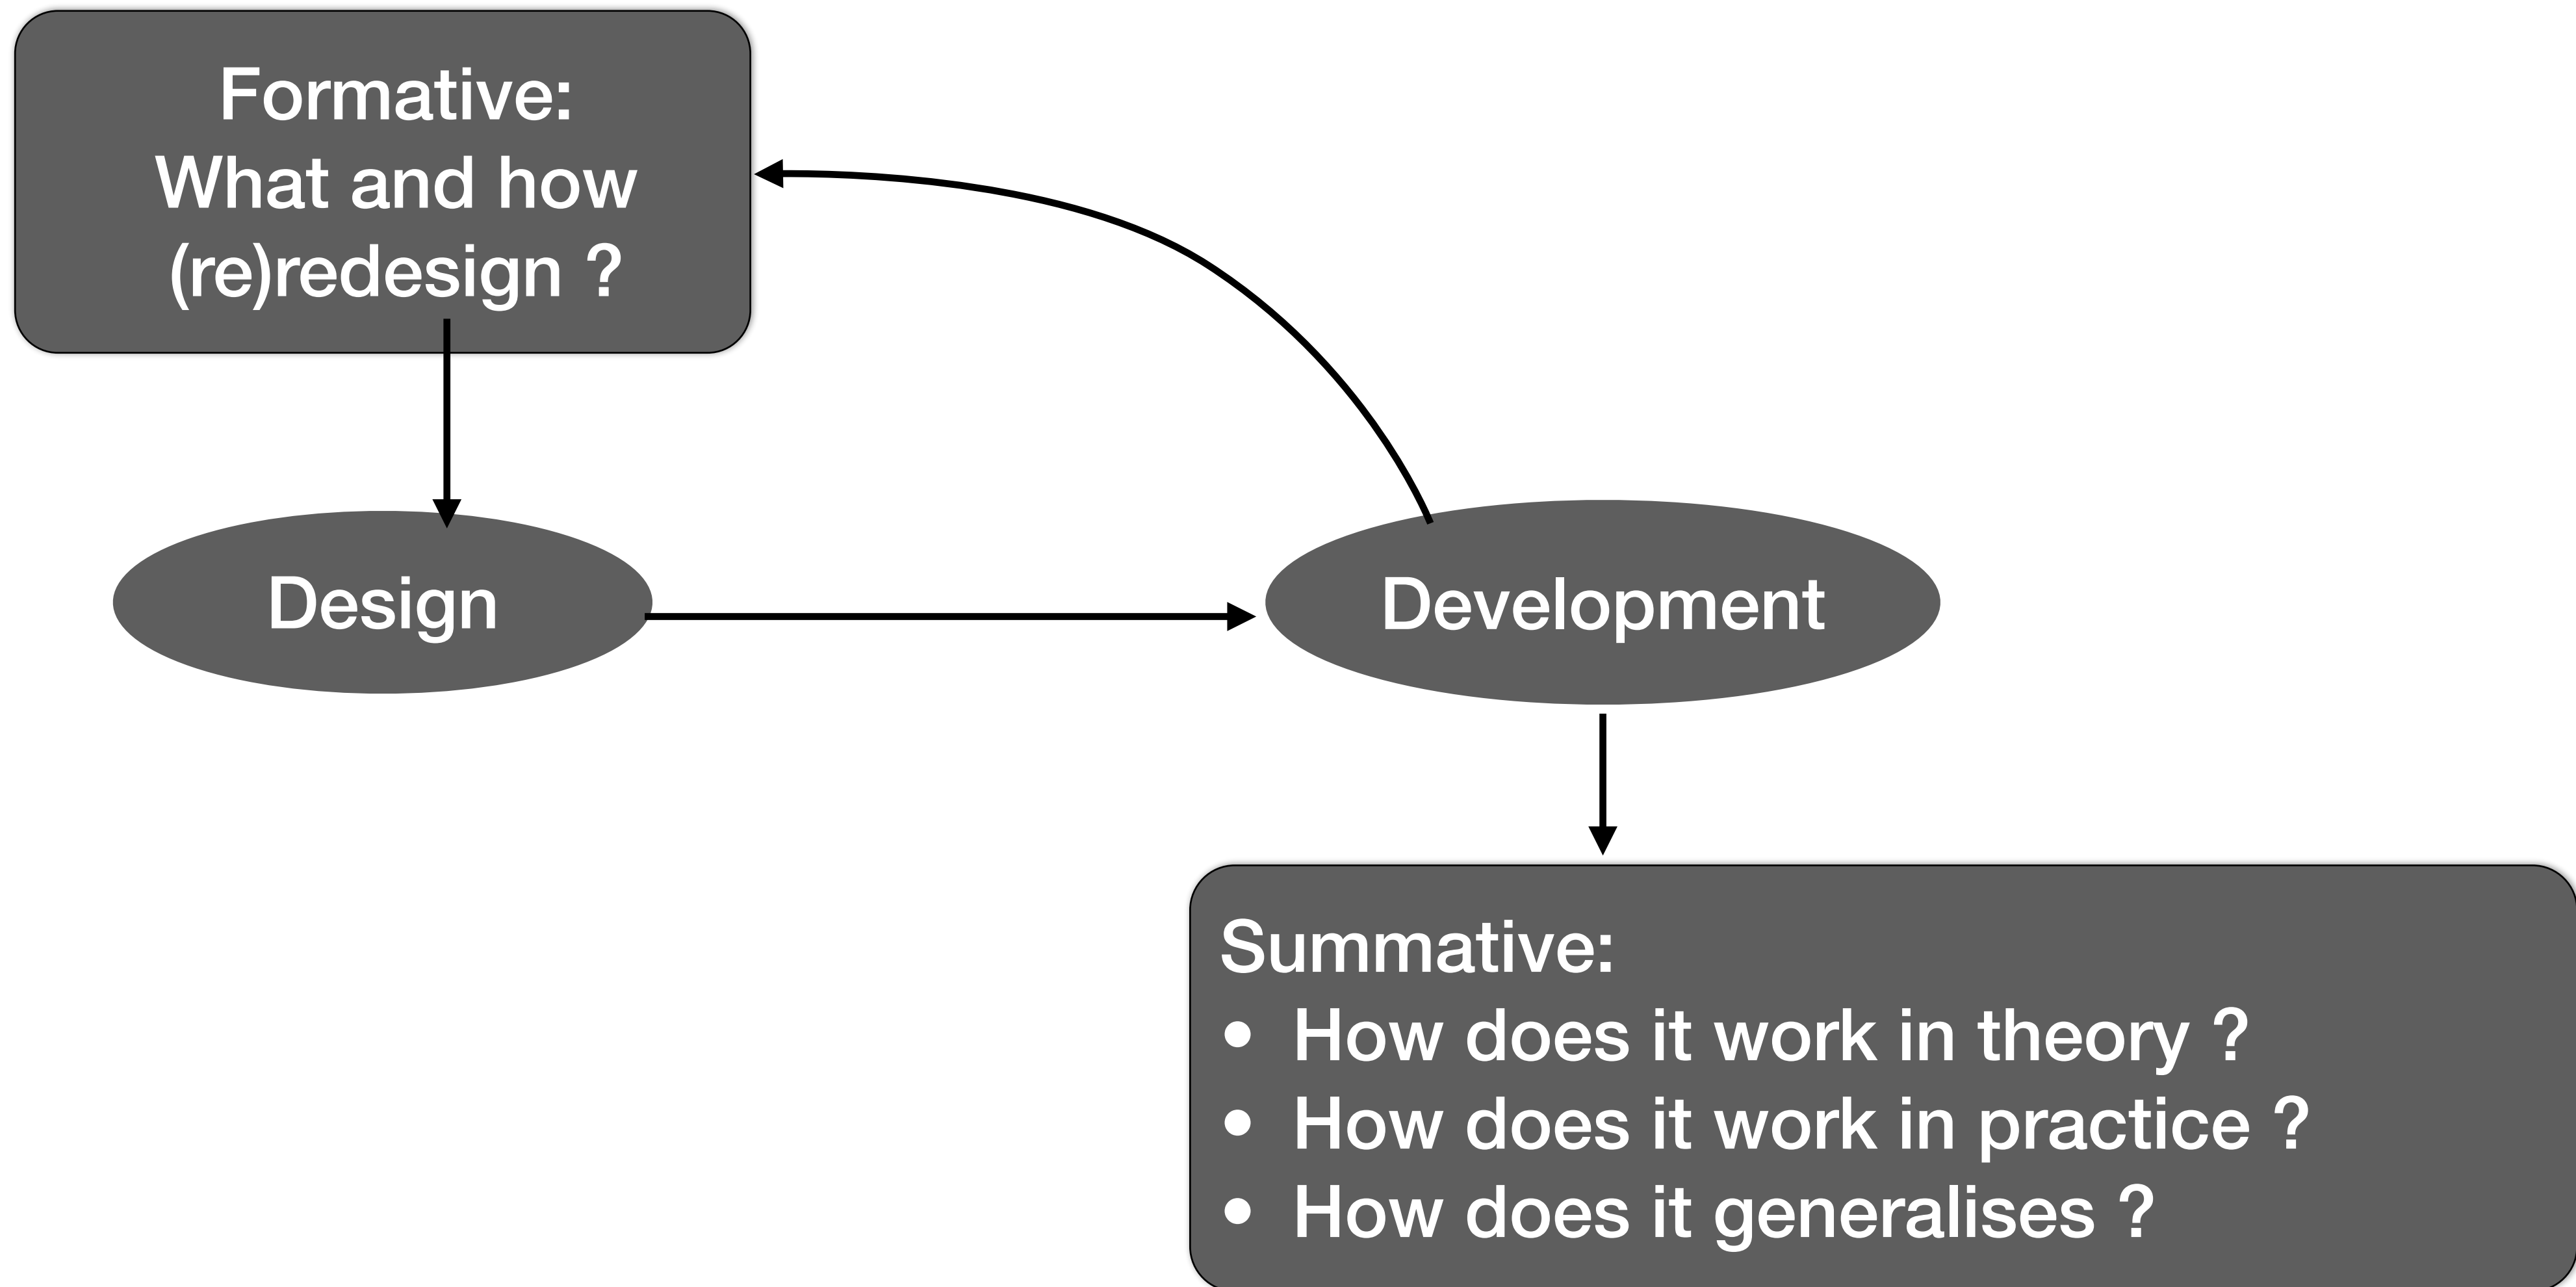 Formative:
What and how
(re)redesign ?
Design
Development
Summative:
• How does it work in theory ?
• How does it work in practice ?
• How does it generalises ?